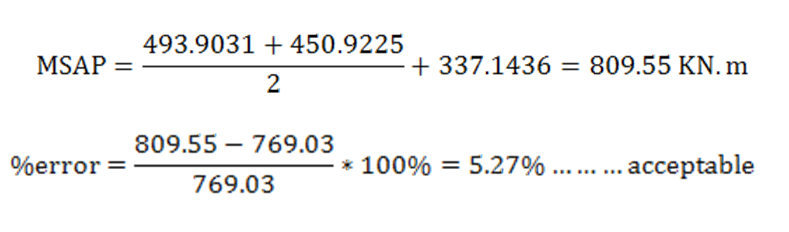 MSAP = (493.9031 + 450.9225)/2 + 337.1436 = 809.55 KN. m
%error = (809.55 − 769.03)/769.03 * 100% = 5.27% ... ... ... acceptable